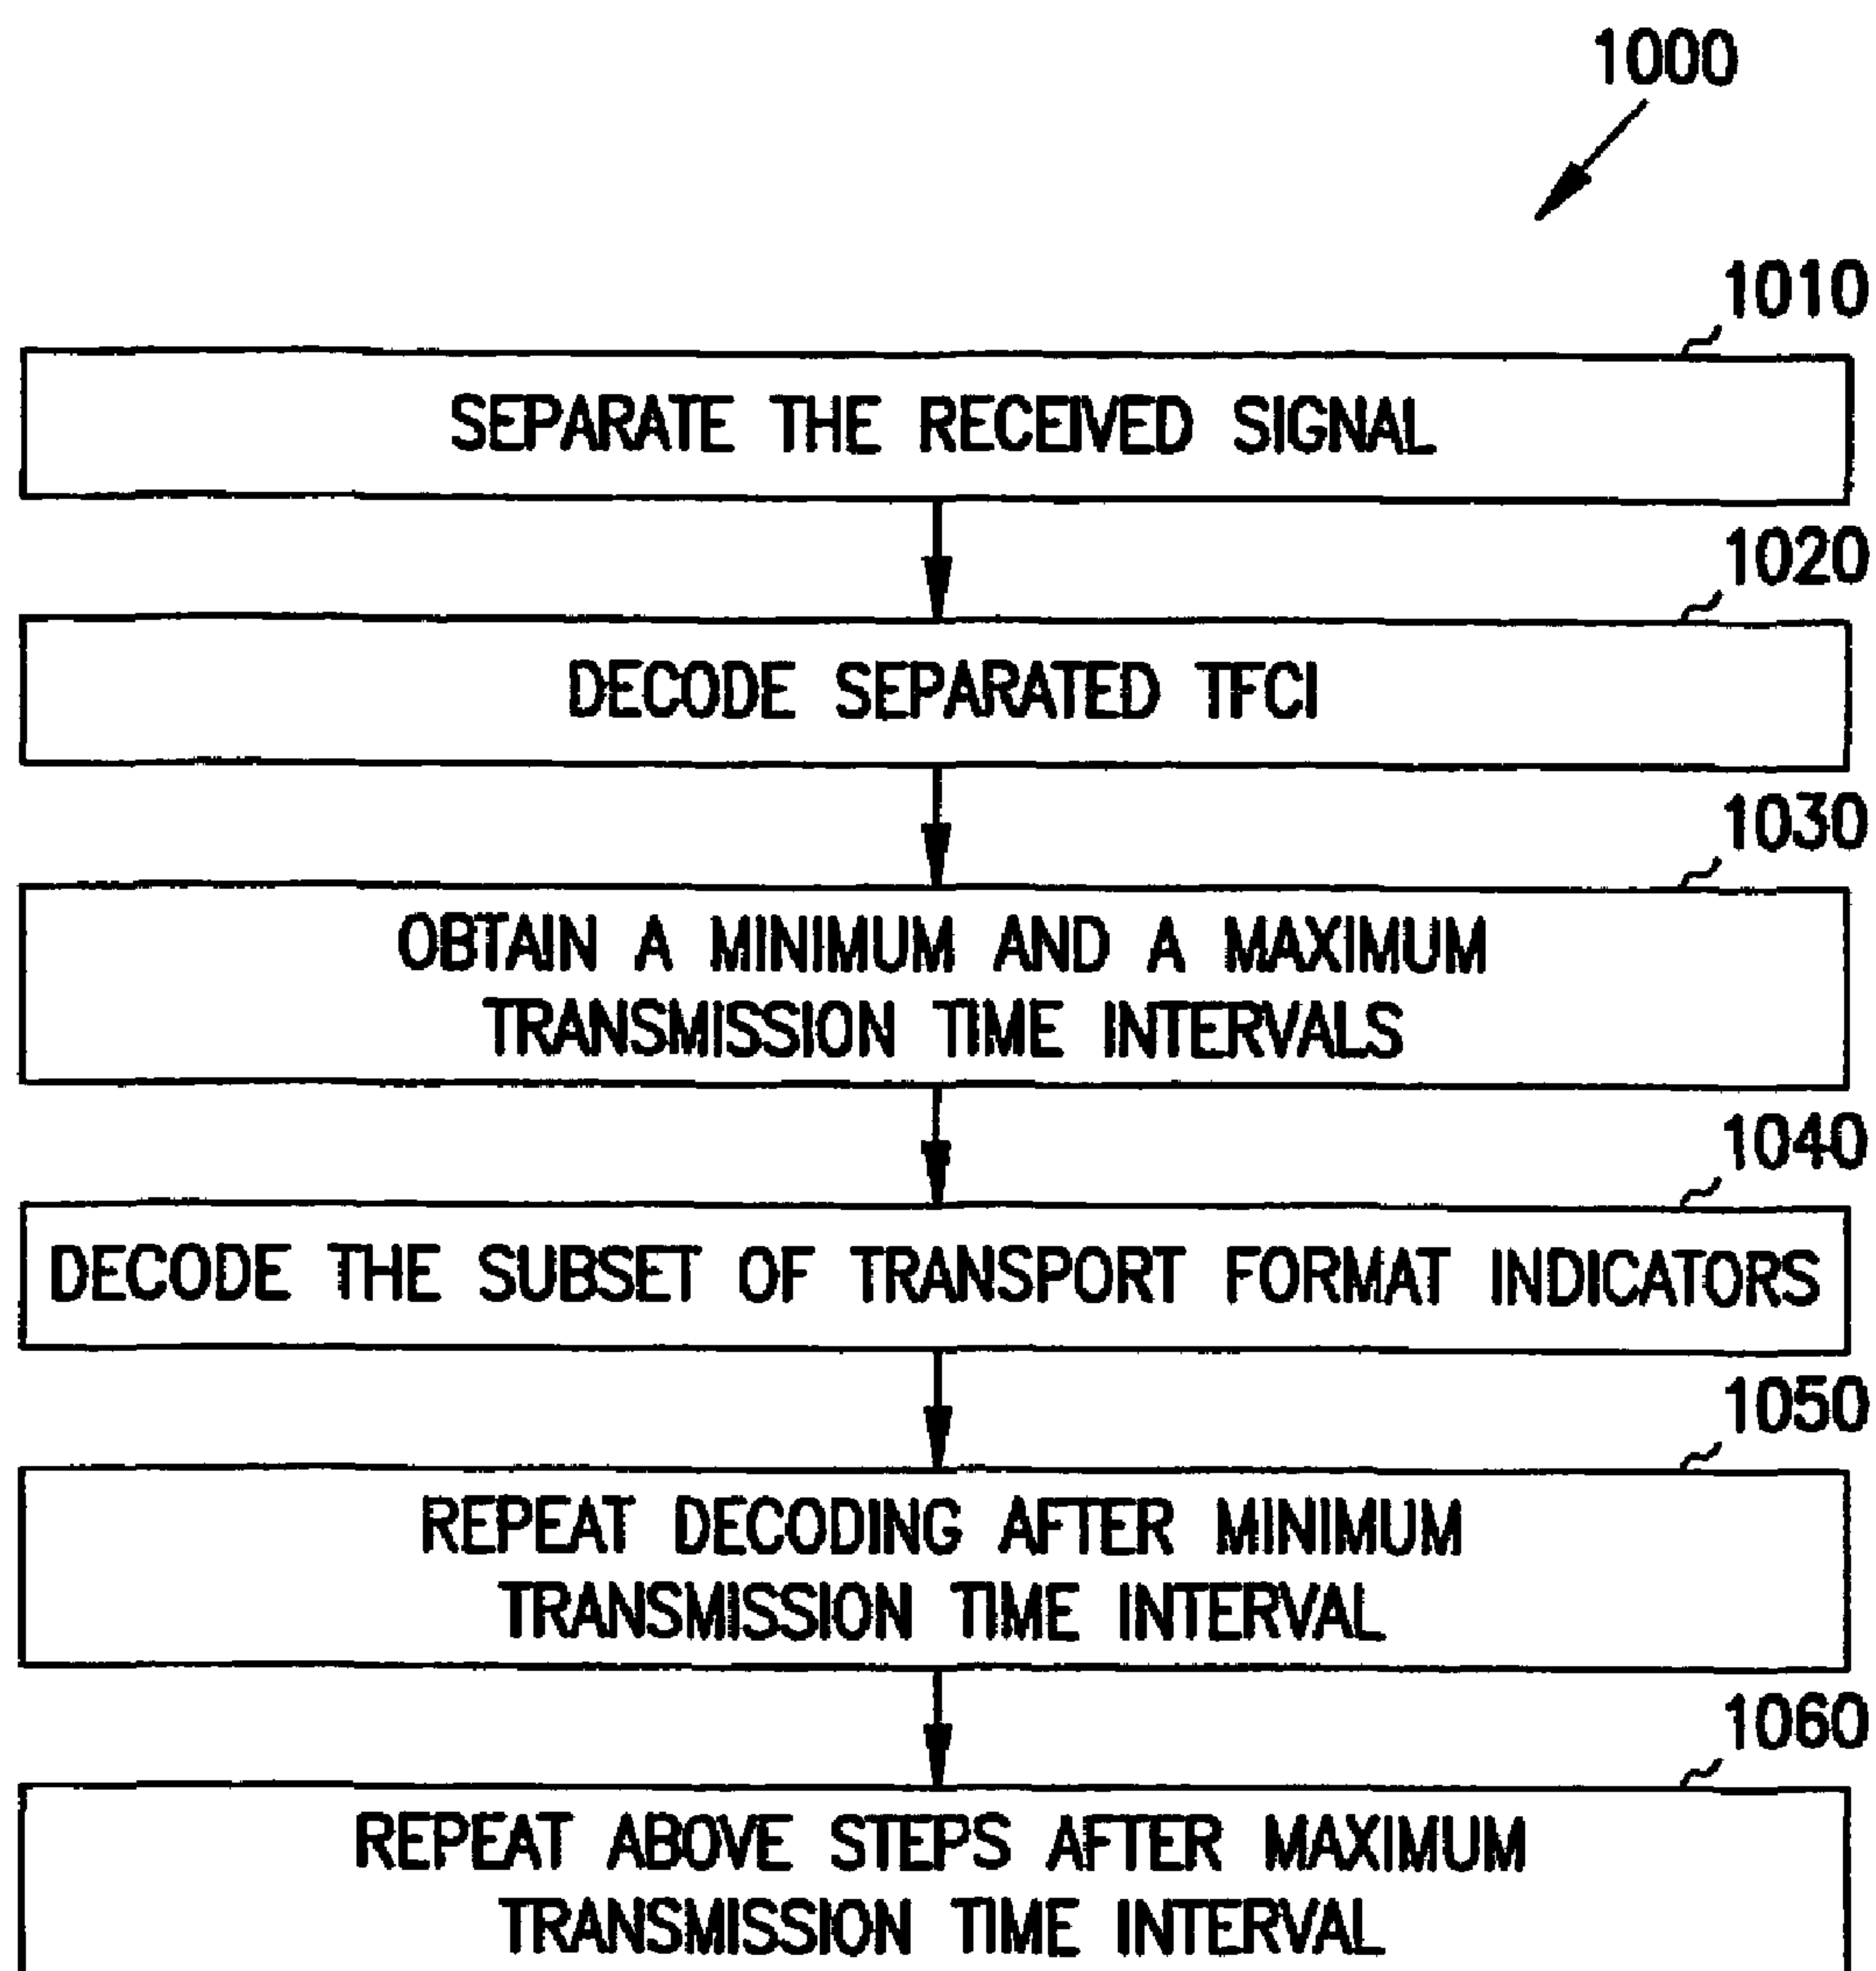 1000
1010
SEPARATE THE RECEIVED SIGNAL
1020
DECODE SEPARATED TFCI
1030
OBTAIN A MINIMUM AND A MAXIMUM
TRANSMISSION TIME INTERVALS
1040
DECODE THE SUBSET OF TRANSPORT FORMAT INDICATORS
1050
REPEAT DECODING AFTER MINIMUM
TRANSMISSION TIME INTERVAL
1060
REPEAT ABOVE STEPS AFTER MAXIMUM
TRANSMISSION TIME INTERVAL